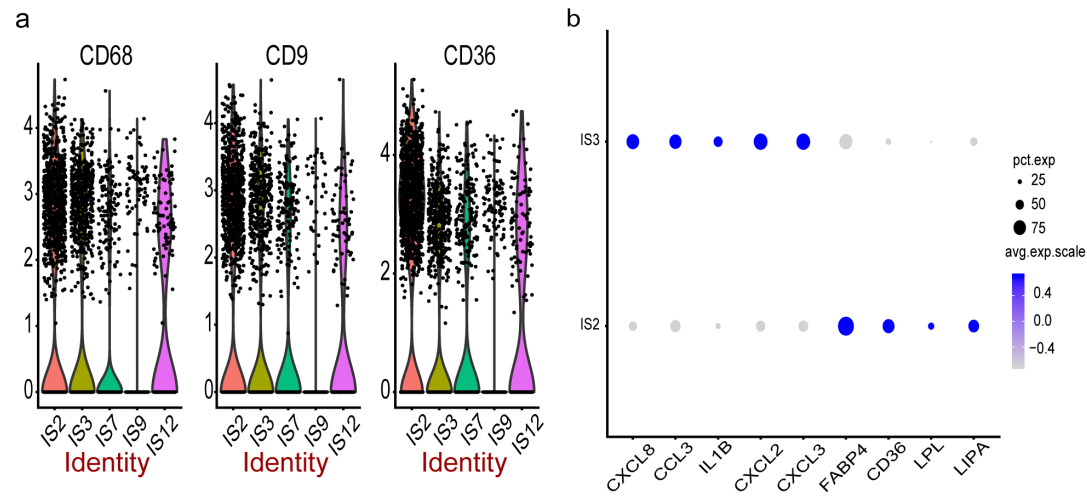 a
CD68
CD9
CD36
4
3
2
1
0
4
3
2
1
0
4
2
0
IS2
IS3
IS7
IS9
IS12
IS2
IS3
IS7
IS9
IS12
IS2
IS3
IS7
IS9
IS12
Identity
Identity
Identity
b
IS3
IS2
CXCL8
CCL3
IL1B
CXCL2
CXCL3
FABP4
CD36
LPL
LIPA
pct.exp
25
50
75
avg.exp.scale
0.4
0.0
−0.4